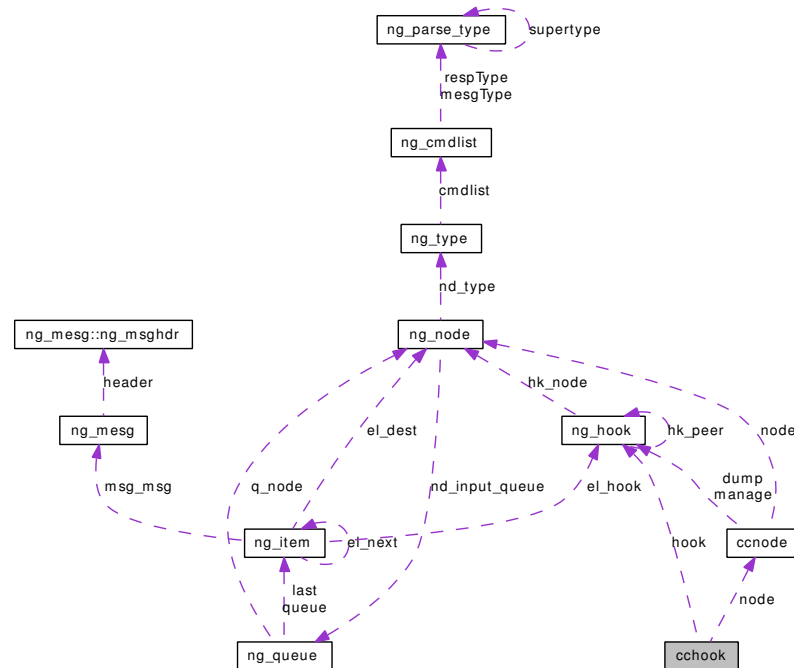 ng_parse_type
supertype
respType
mesgType
ng_cmdlist
cmdlist
ng_type
nd_type
ng_mesg::ng_msghdr
ng_node
header
hk_node
ng_mesg
el_dest
ng_hook
hk_peer
node
msg_msg
q_node
nd_input_queue
el_hook
dump
manage
ng_item
el_next
hook
ccnode
last
queue
node
ng_queue
cchook